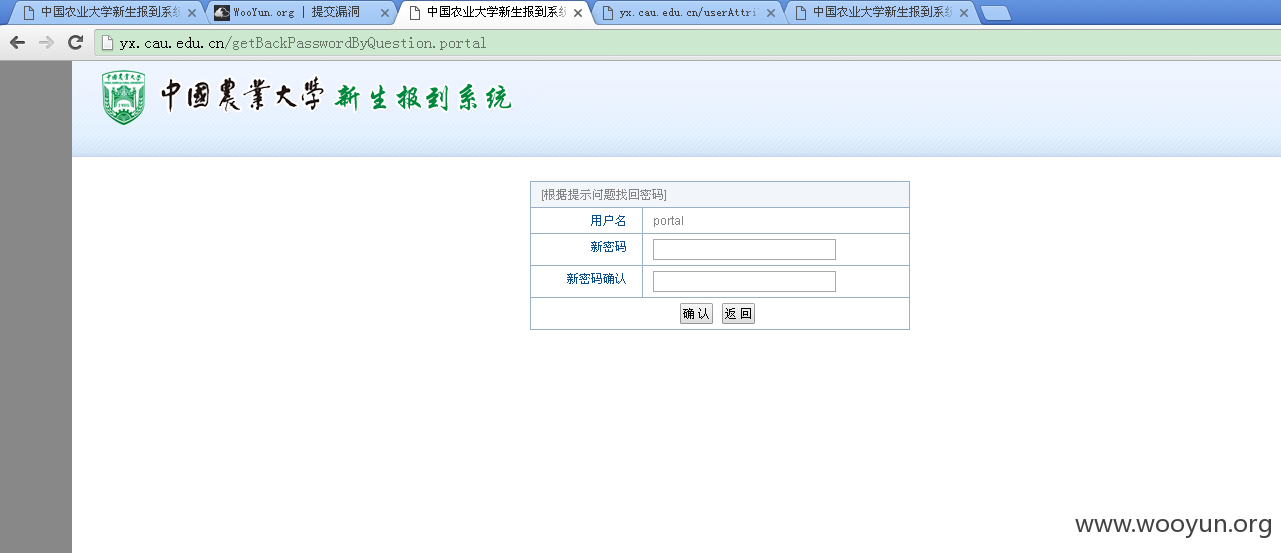 中国农业大学新生报到系统
WooYun.org | 提交漏洞
中国农业大学新生报到系统
yx.cau.edu.cn/userAttri
中国农业大学新生报到系统
yx.cau.edu.cn/getBackPasswordByQuestion.portal
中國農業大學 新生报到系统
[根据提示问题找回密码]
用户名 portal
新密码
新密码确认
确 认 返 回
www.wooyun.org